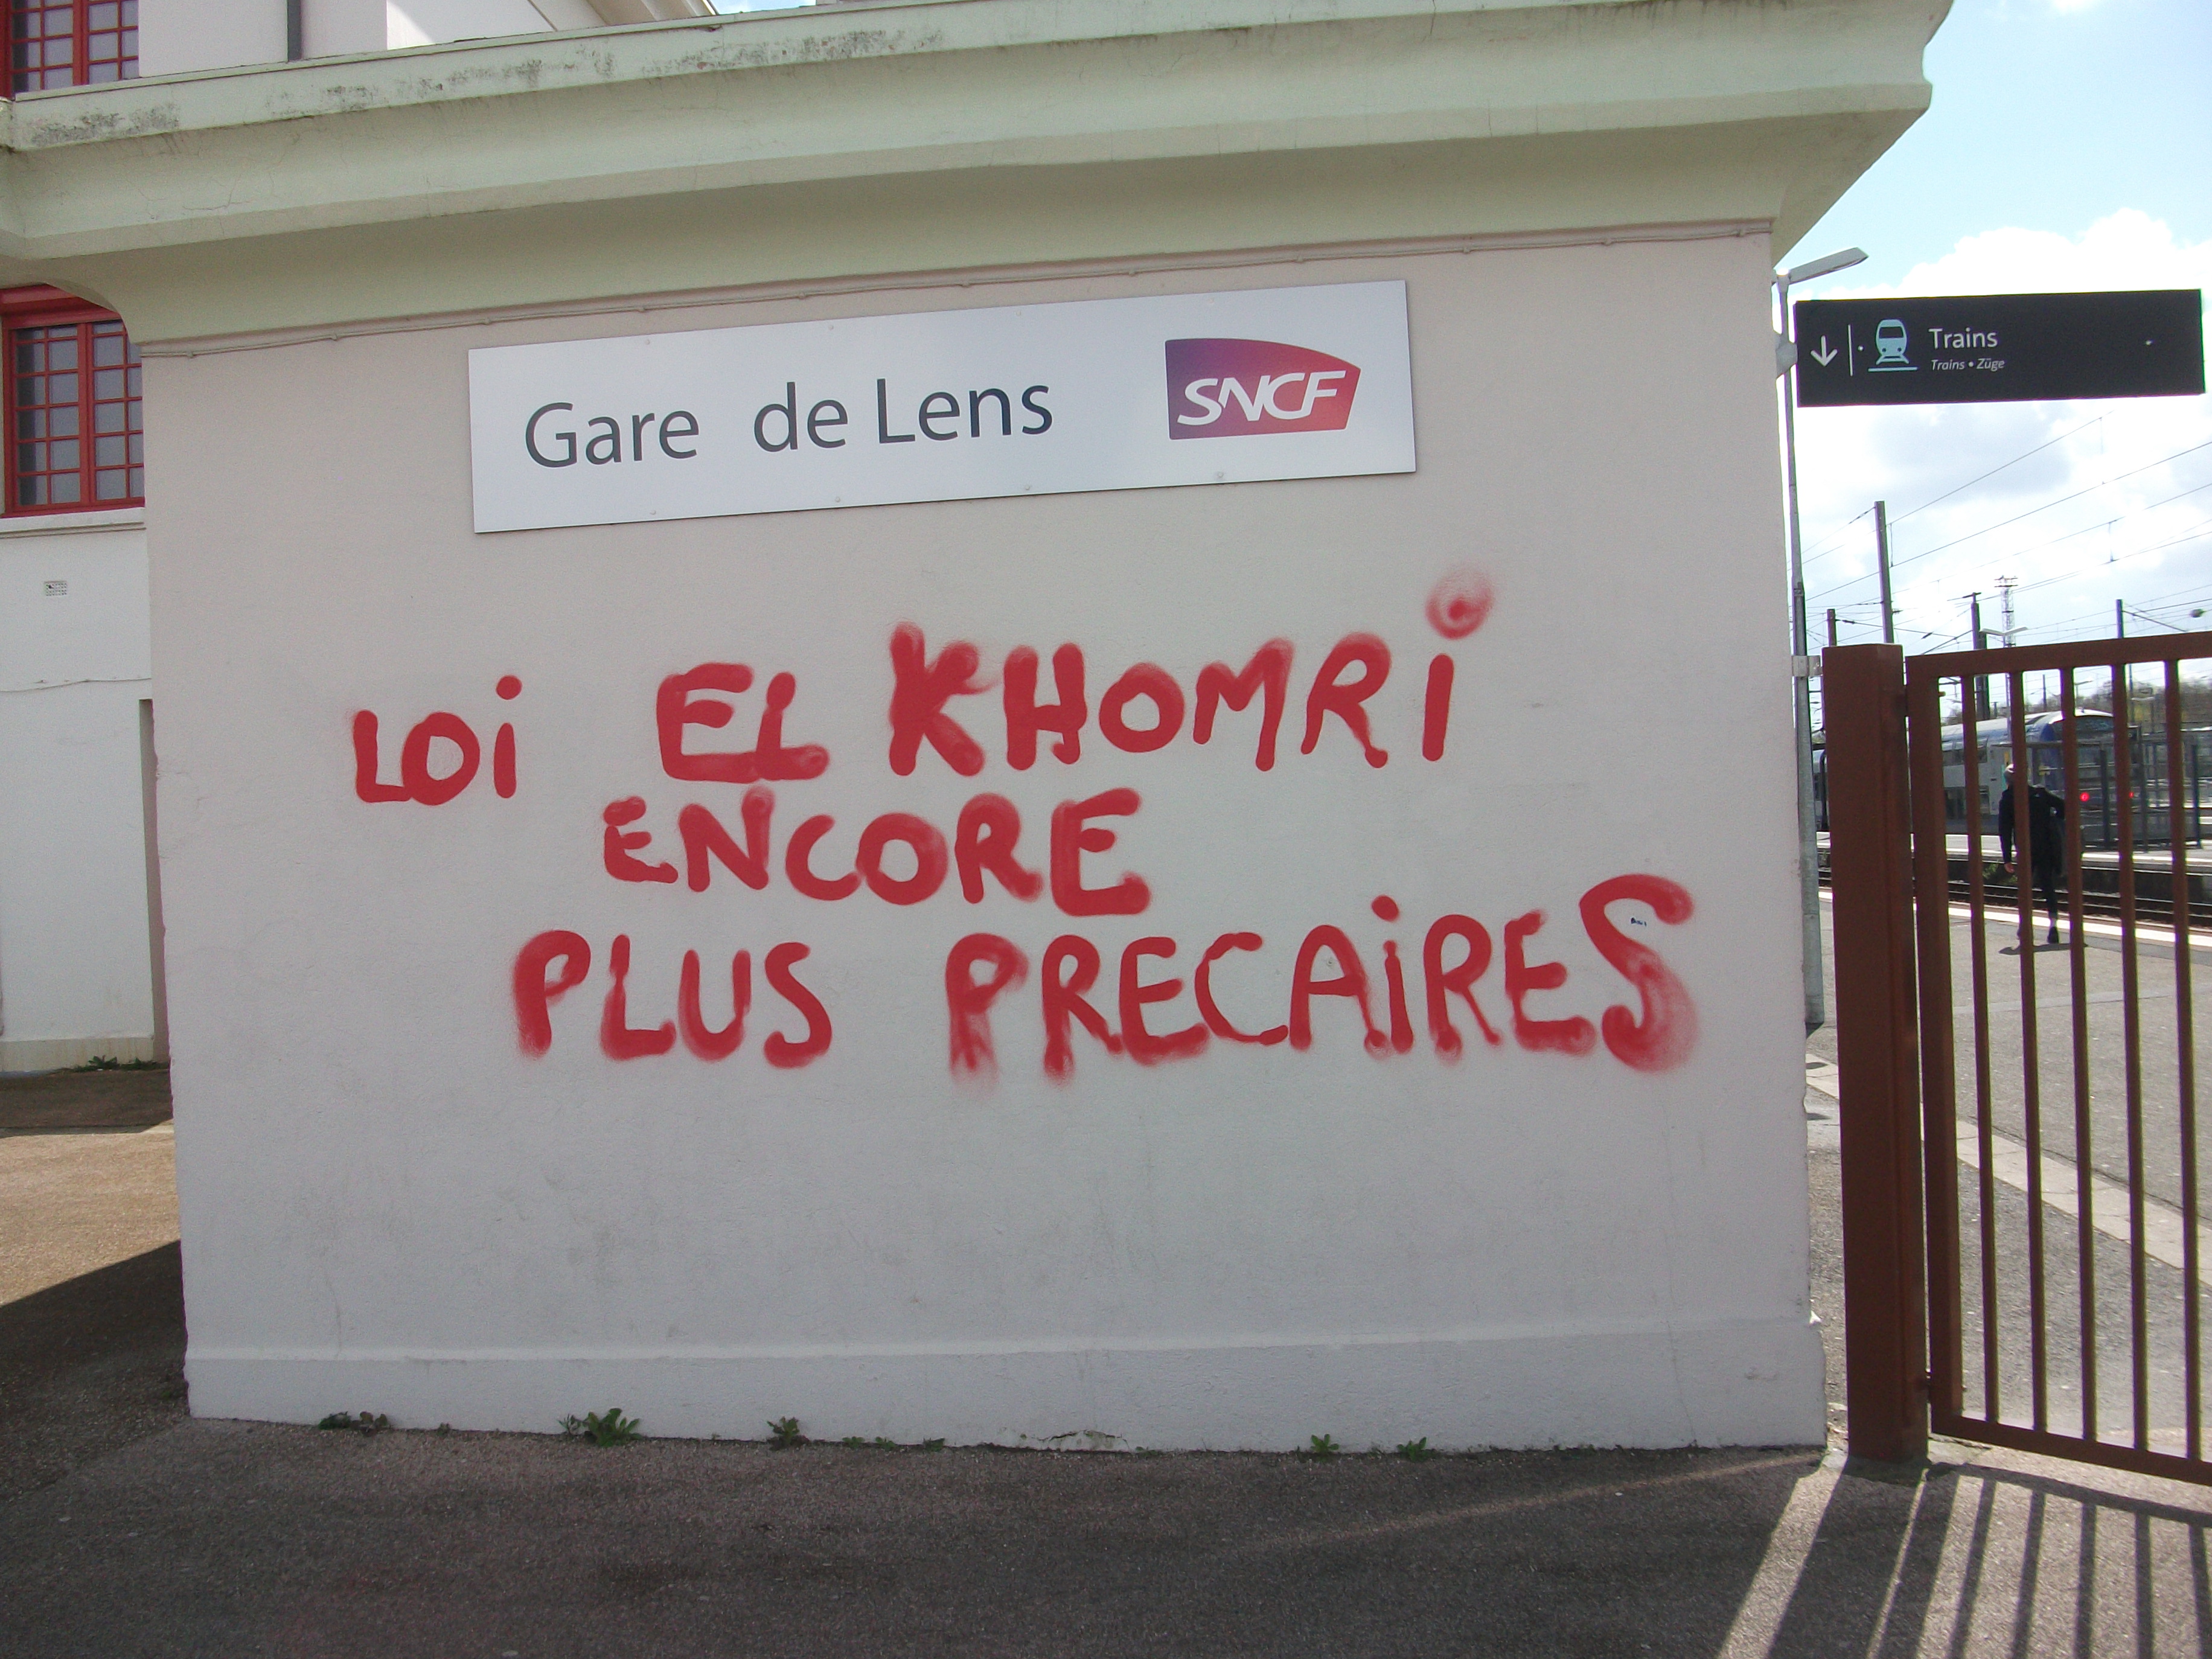 Gare de Lens SNCF
Trains
Trains • Züge
LOi EL KHOMRi
ENCORE
PLUS PRECAiRES